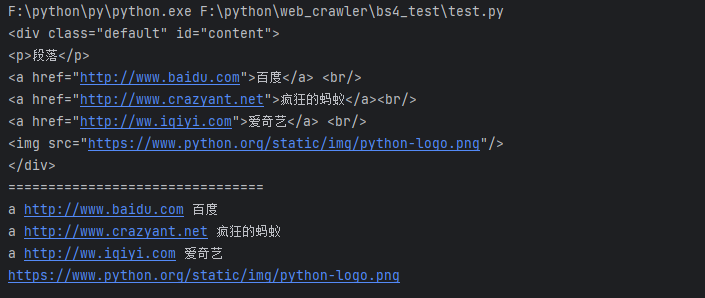 F:\python\py\python.exe F:\python\web_crawler\bs4_test\test.py
<div class="default" id="content">
<p>段落</p>
<a href="http://www.baidu.com">百度</a> <br/>
<a href="http://www.crazyant.net">疯狂的蚂蚁</a><br/>
<a href="http://ww.iqiyi.com">爱奇艺</a> <br/>
<img src="https://www.python.org/static/img/python-logo.png"/>
</div>
================================
a http://www.baidu.com 百度
a http://www.crazyant.net 疯狂的蚂蚁
a http://ww.iqiyi.com 爱奇艺
https://www.python.org/static/img/python-logo.png